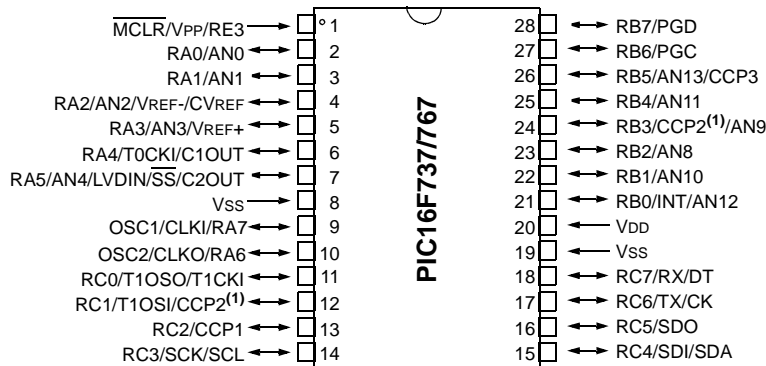 MCLR/VPP/RE3 1 28 RB7/PGD
RA0/AN0 2 27 RB6/PGC
RA1/AN1 3 26 RB5/AN13/CCP3
RA2/AN2/VREF-/CVREF 4 25 RB4/AN11
RA3/AN3/VREF+ 5 24 RB3/CCP2(1)/AN9
RA4/T0CKI/C1OUT 6 23 RB2/AN8
RA5/AN4/LVDIN/SS/C2OUT 7 22 RB1/AN10
VSS 8 21 RB0/INT/AN12
OSC1/CLKI/RA7 9 20 VDD
OSC2/CLKO/RA6 10 19 VSS
RC0/T1OSO/T1CKI 11 18 RC7/RX/DT
RC1/T1OSI/CCP2(1) 12 17 RC6/TX/CK
RC2/CCP1 13 16 RC5/SDO
RC3/SCK/SCL 14 15 RC4/SDI/SDA
PIC16F737/767